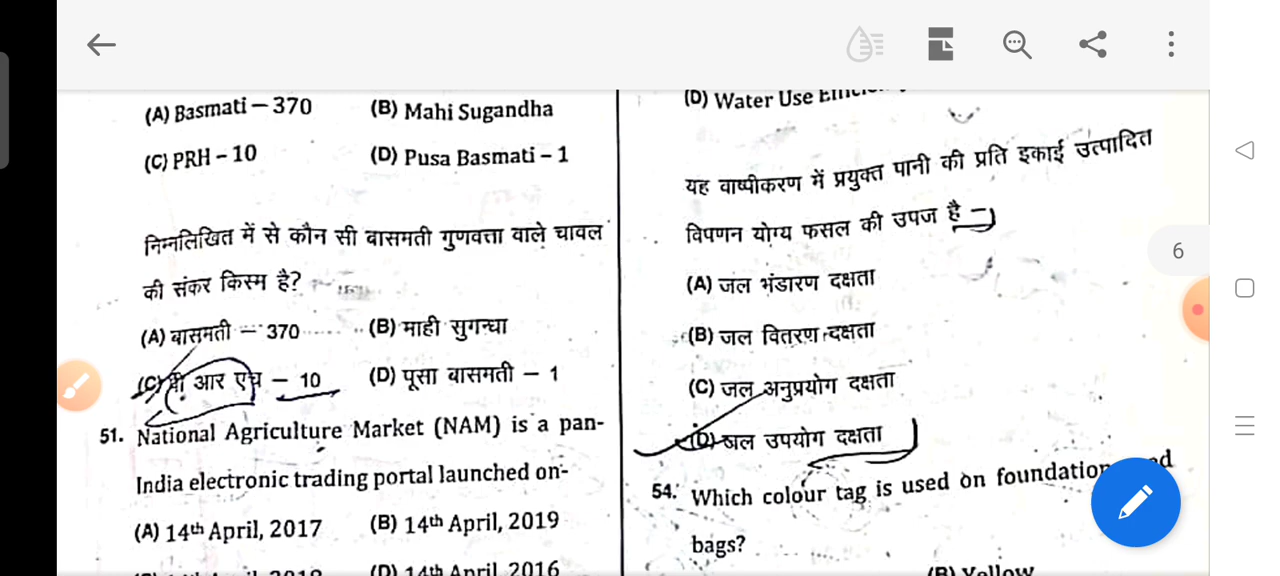 (A) Basmati – 370 (B) Mahi Sugandha
(C) PRH – 10 (D) Pusa Basmati – 1
निम्नलिखित में से कौन सी बासमती गुणवत्ता वाले चावल
की संकर किस्म है?
(A) बासमती – 370 (B) माही सुगन्धा
(C) पी आर एच – 10 (D) पूसा बासमती – 1
51. National Agriculture Market (NAM) is a pan-
India electronic trading portal launched on-
(A) 14th April, 2017 (B) 14th April, 2019
(D) 14th April, 2016
(D) Water Use
यह वाष्पीकरण में प्रयुक्त पानी की प्रति इकाई उत्पादित
विपणन योग्य फसल की उपज है –
(A) जल भंडारण दक्षता
(B) जल वितरण दक्षता
(C) जल अनुप्रयोग दक्षता
(D) जल उपयोग दक्षता
54. Which colour tag is used on foundation
bags?
(B) Yellow
6